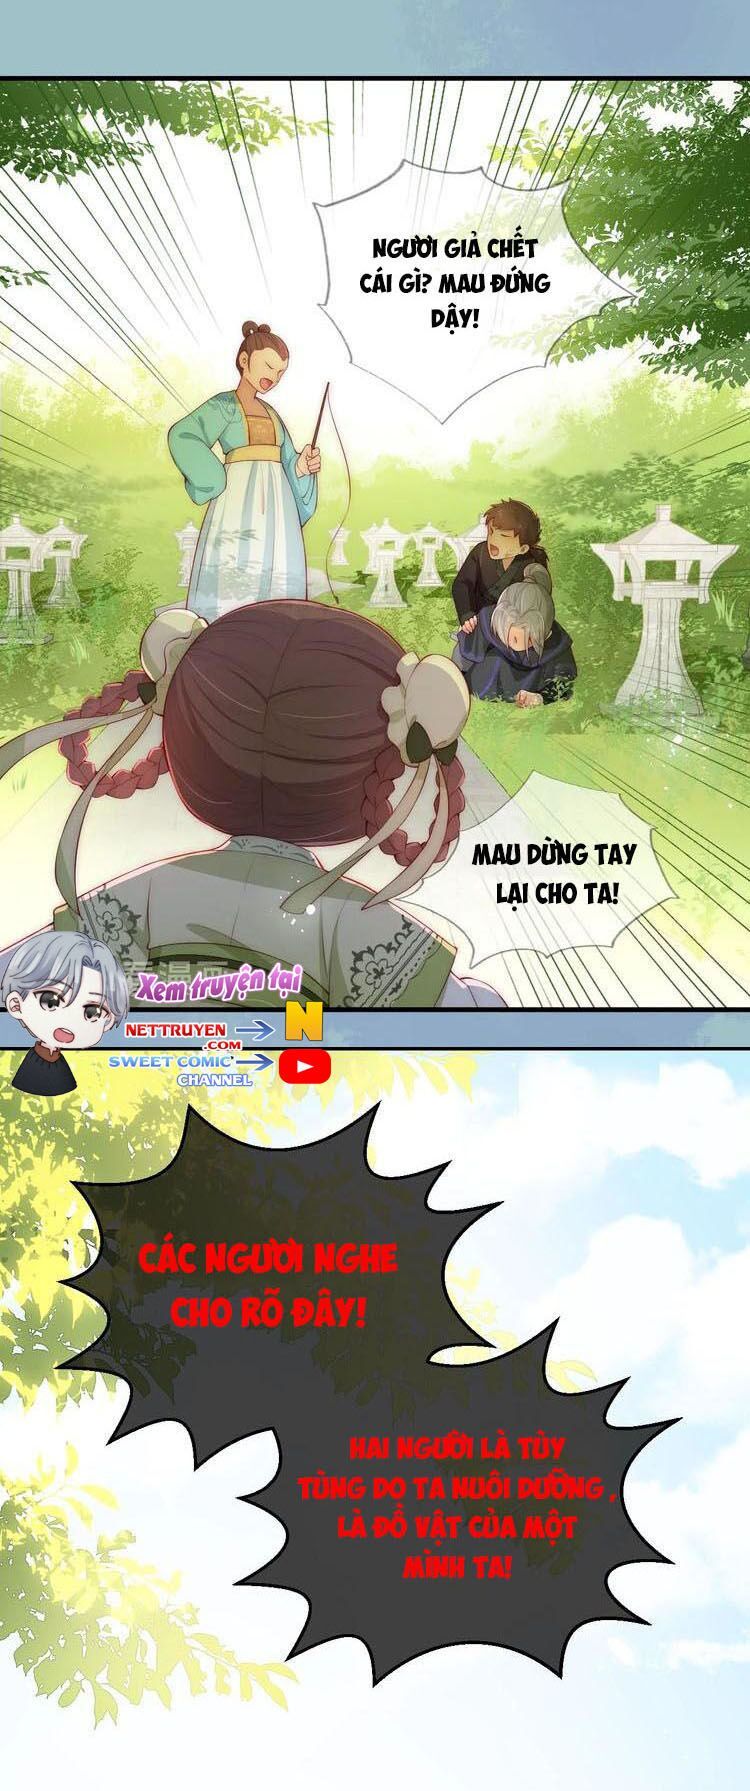 NGƯƠI GIẢ CHẾT
CÁI GÌ? MAU ĐỨNG
DẬY!
MAU DỪNG TAY
LẠI CHO TA!
Xem truyện tại
NETTRUYEN
.COM
N
SWEET COMIC
CHANNEL
CÁC NGƯƠI NGHE
CHO RÕ ĐÂY!
HAI NGƯỜI LÀ TÙY
TÙNG DO TA NUÔI DƯỠNG,
LÀ ĐỒ VẬT CỦA MỘT
MÌNH TA!